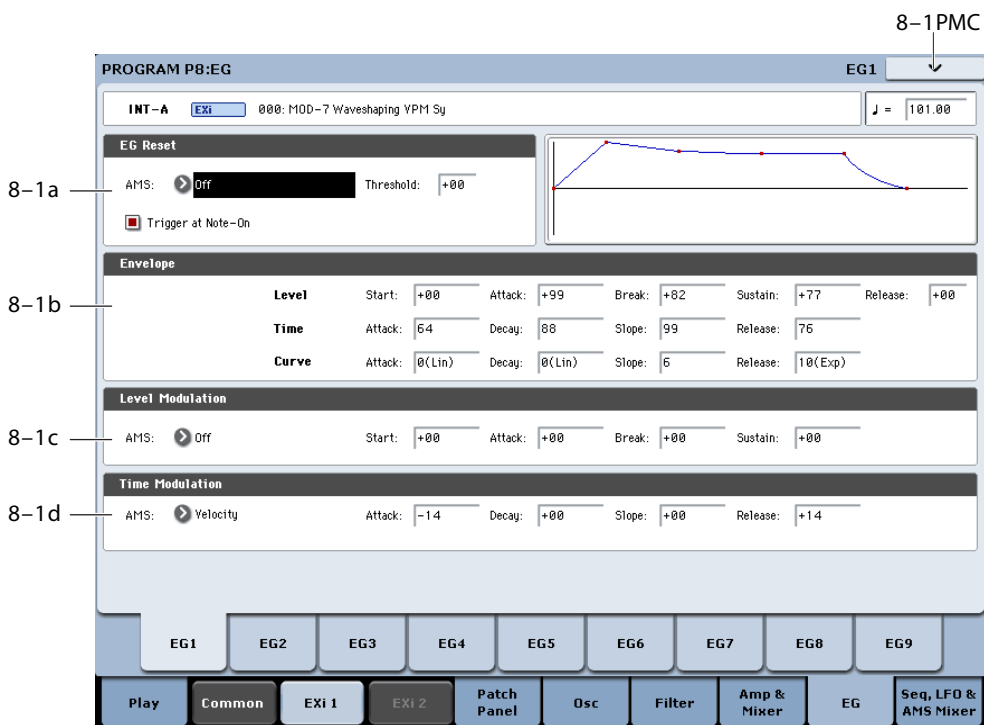 8–1PMC
PROGRAM P8:EG EG1
INT-A EXi 000: MOD-7 Waveshaping VPM Sy ♩ = 101.00
EG Reset
8–1a AMS: Off Threshold: +00
Trigger at Note-On
Envelope
8–1b Level Start: +00 Attack: +99 Break: +82 Sustain: +77 Release: +00
Time Attack: 64 Decay: 88 Slope: 99 Release: 76
Curve Attack: 0(Lin) Decay: 0(Lin) Slope: 6 Release: 10(Exp)
Level Modulation
8–1c AMS: Off Start: +00 Attack: +00 Break: +00 Sustain: +00
Time Modulation
8–1d AMS: Velocity Attack: -14 Decay: +00 Slope: +00 Release: +14
EG1 EG2 EG3 EG4 EG5 EG6 EG7 EG8 EG9
Play Common EXi 1 EXi 2 Patch Panel Osc Filter Amp & Mixer EG Seq, LFO & AMS Mixer